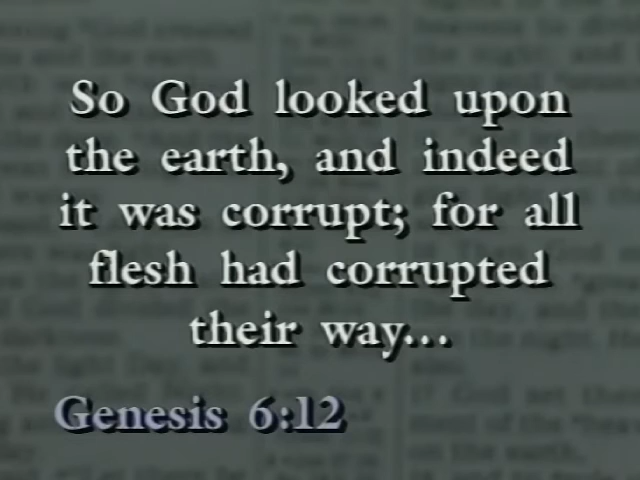 So God looked upon
the earth, and indeed
it was corrupt; for all
flesh had corrupted
their way...
Genesis 6:12